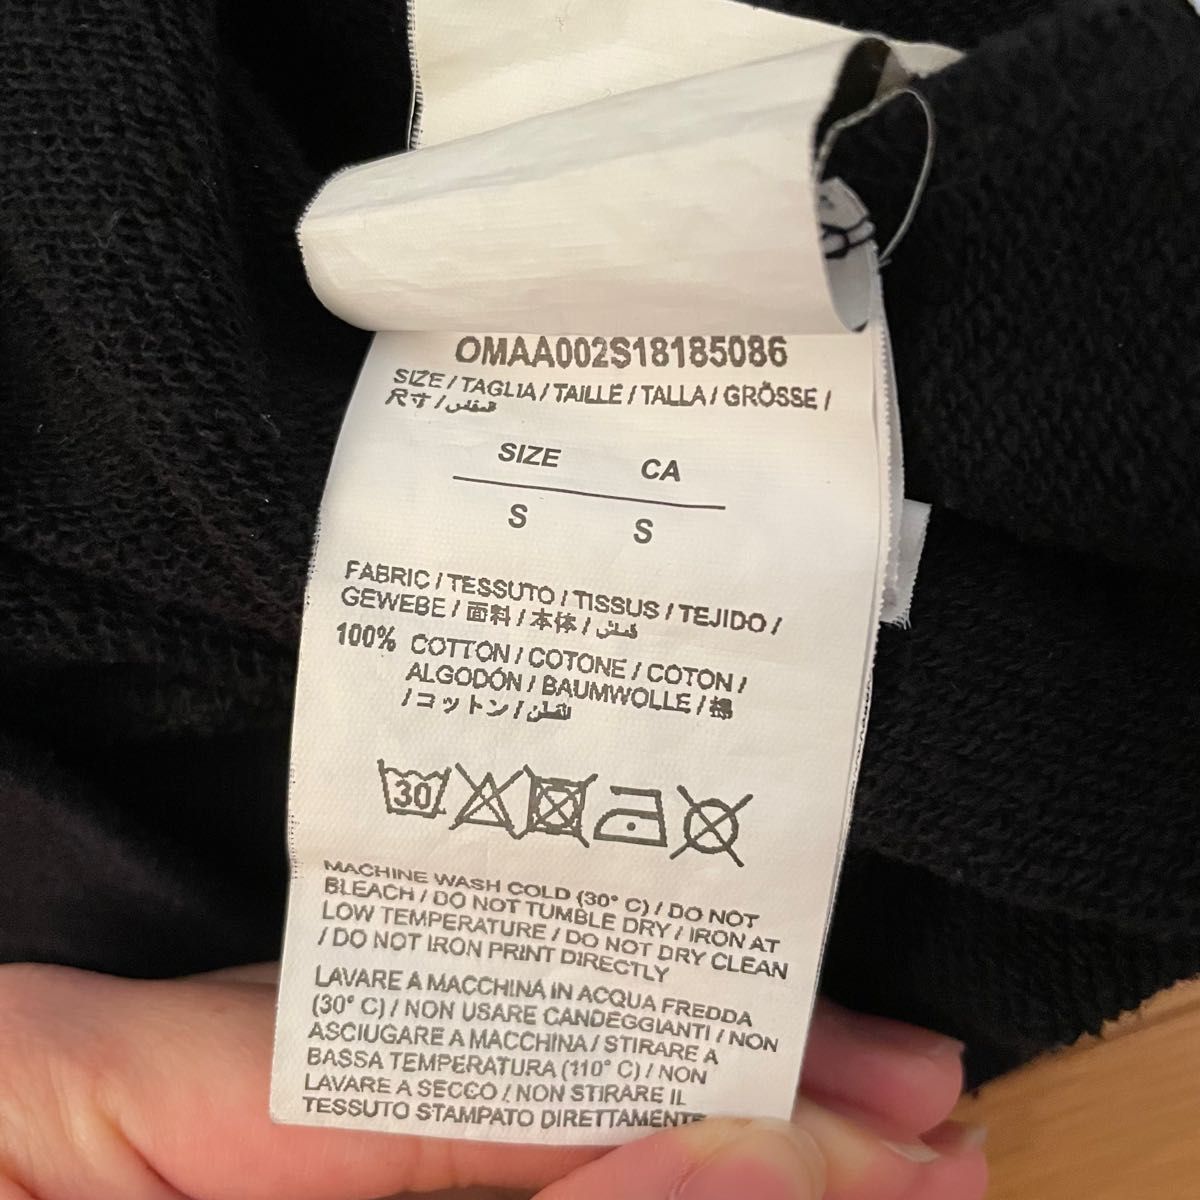 OMAA002S18185086
SIZE / TAGLIA / TAILLE / TALLA / GRÖSSE /
尺寸 /
SIZE CA
S S
FABRIC / TESSUTO / TISSUS / TEJIDO /
GEWEBE / 面料 / 本体 /
100% COTTON / COTONE / COTON /
ALGODÓN / BAUMWOLLE / 棉
/ コットン /
30
MACHINE WASH COLD (30° C) / DO NOT
BLEACH / DO NOT TUMBLE DRY / IRON AT
LOW TEMPERATURE / DO NOT DRY CLEAN
/ DO NOT IRON PRINT DIRECTLY
LAVARE A MACCHINA IN ACQUA FREDDA
(30° C) / NON USARE CANDEGGIANTI / NON
ASCIUGARE A MACCHINA / STIRARE A
BASSA TEMPERATURA (110° C) / NON
LAVARE A SECCO / NON STIRARE IL
TESSUTO STAMPATO DIRETTAMENTE